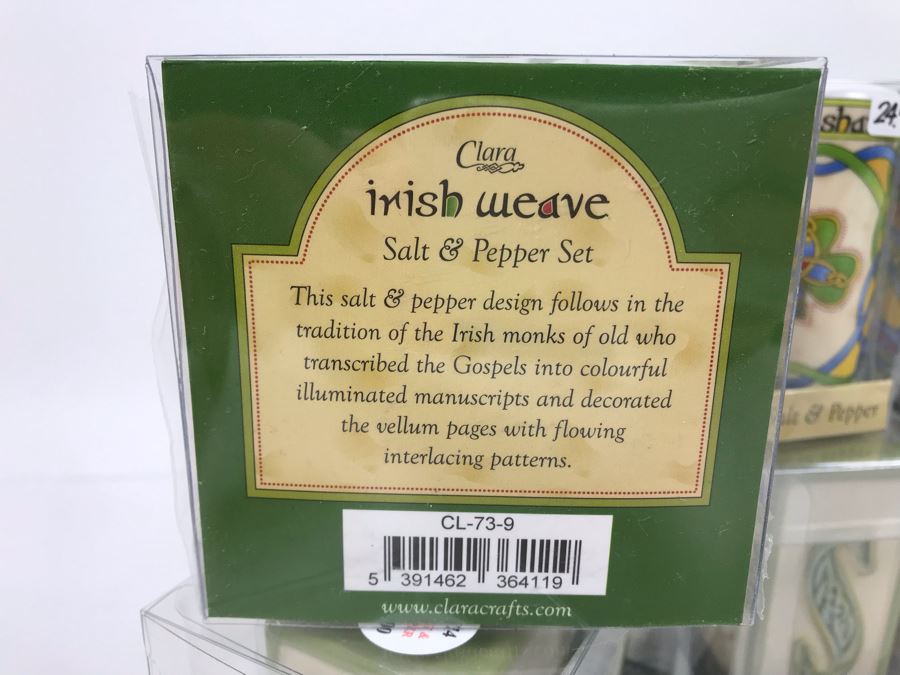 Clara
irish weave
Salt & Pepper Set
This salt & pepper design follows in the
tradition of the Irish monks of old who
transcribed the Gospels into colourful
illuminated manuscripts and decorated
the vellum pages with flowing
interlacing patterns.
CL-73-9
5 391462 364119
www.claracrafts.com
24
& Pepper